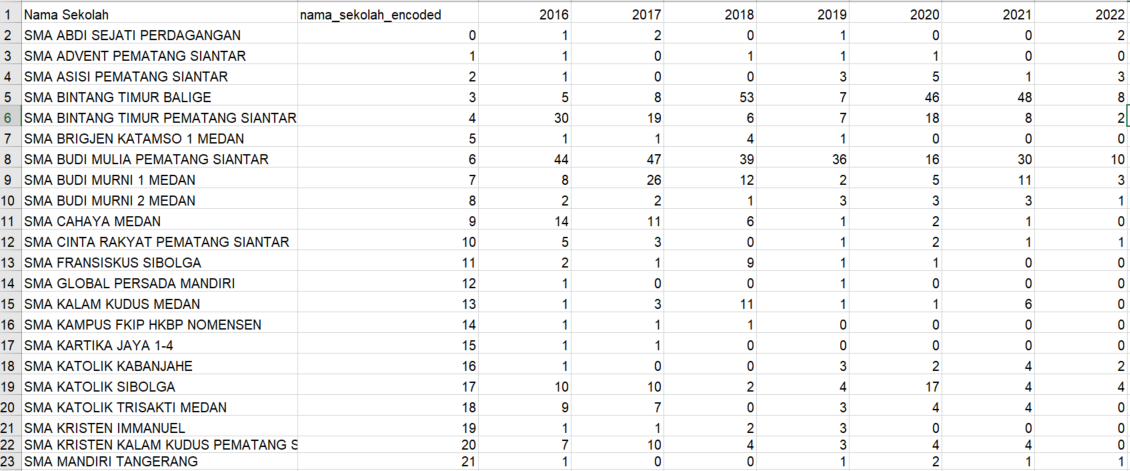 1 Nama Sekolah nama_sekolah_encoded 2016 2017 2018 2019 2020 2021 2022
2 SMA ABDI SEJATI PERDAGANGAN 0 1 2 0 1 0 0 2
3 SMA ADVENT PEMATANG SIANTAR 1 1 0 1 1 1 0 0
4 SMA ASISI PEMATANG SIANTAR 2 1 0 0 3 5 1 3
5 SMA BINTANG TIMUR BALIGE 3 5 8 53 7 46 48 8
6 SMA BINTANG TIMUR PEMATANG SIANTAR 4 30 19 6 7 18 8 2
7 SMA BRIGJEN KATAMSO 1 MEDAN 5 1 1 4 1 0 0 0
8 SMA BUDI MULIA PEMATANG SIANTAR 6 44 47 39 36 16 30 10
9 SMA BUDI MURNI 1 MEDAN 7 8 26 12 2 5 11 3
10 SMA BUDI MURNI 2 MEDAN 8 2 2 1 3 3 3 1
11 SMA CAHAYA MEDAN 9 14 11 6 1 2 1 0
12 SMA CINTA RAKYAT PEMATANG SIANTAR 10 5 3 0 1 2 1 1
13 SMA FRANSISKUS SIBOLGA 11 2 1 9 1 1 0 0
14 SMA GLOBAL PERSADA MANDIRI 12 1 0 0 1 0 0 0
15 SMA KALAM KUDUS MEDAN 13 1 3 11 1 1 6 0
16 SMA KAMPUS FKIP HKBP NOMENSEN 14 1 1 1 0 0 0 0
17 SMA KARTIKA JAYA 1-4 15 1 1 0 0 0 0 0
18 SMA KATOLIK KABANJAHE 16 1 0 0 3 2 4 2
19 SMA KATOLIK SIBOLGA 17 10 10 2 4 17 4 4
20 SMA KATOLIK TRISAKTI MEDAN 18 9 7 0 3 4 4 0
21 SMA KRISTEN IMMANUEL 19 1 1 2 3 0 0 0
22 SMA KRISTEN KALAM KUDUS PEMATANG S 20 7 10 4 3 4 4 0
23 SMA MANDIRI TANGERANG 21 1 0 0 1 2 1 1